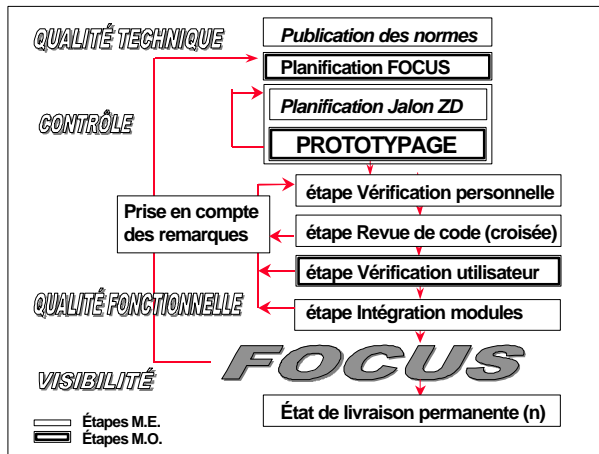 QUALITÉ TECHNIQUE
Publication des normes
Planification FOCUS
CONTRÔLE
Planification Jalon ZD
PROTOTYPAGE
étape Vérification personnelle
Prise en compte
des remarques
étape Revue de code (croisée)
étape Vérification utilisateur
QUALITÉ FONCTIONNELLE
étape Intégration modules
FOCUS
VISIBILITÉ
État de livraison permanente (n)
Étapes M.E.
Étapes M.O.